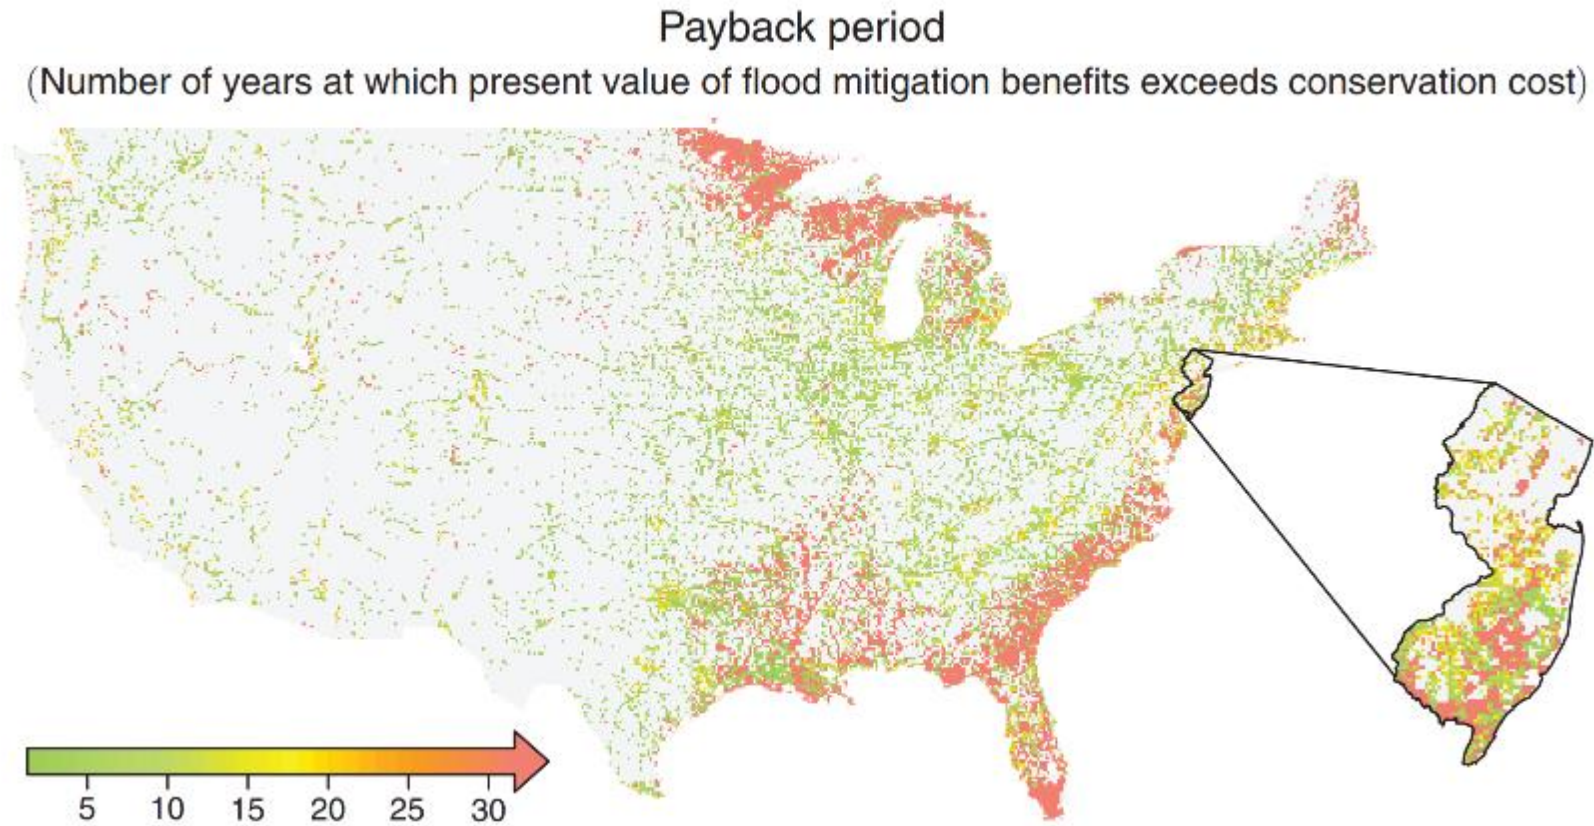 Payback period
(Number of years at which present value of flood mitigation benefits exceeds conservation cost)
5 10 15 20 25 30